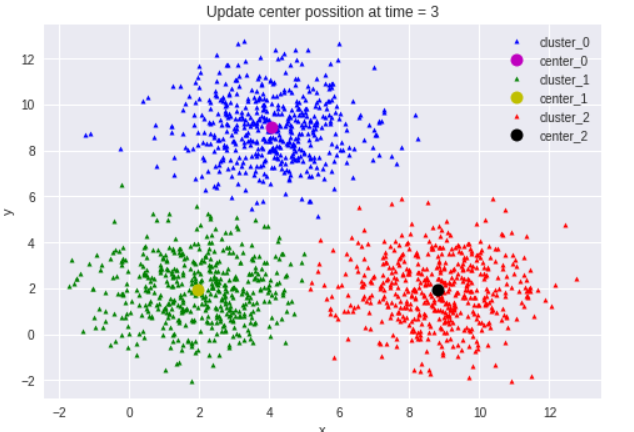 Update center possition at time = 3
12
10
8
6
4
2
0
−2
y
−2 0 2 4 6 8 10 12
x
cluster_0
center_0
cluster_1
center_1
cluster_2
center_2